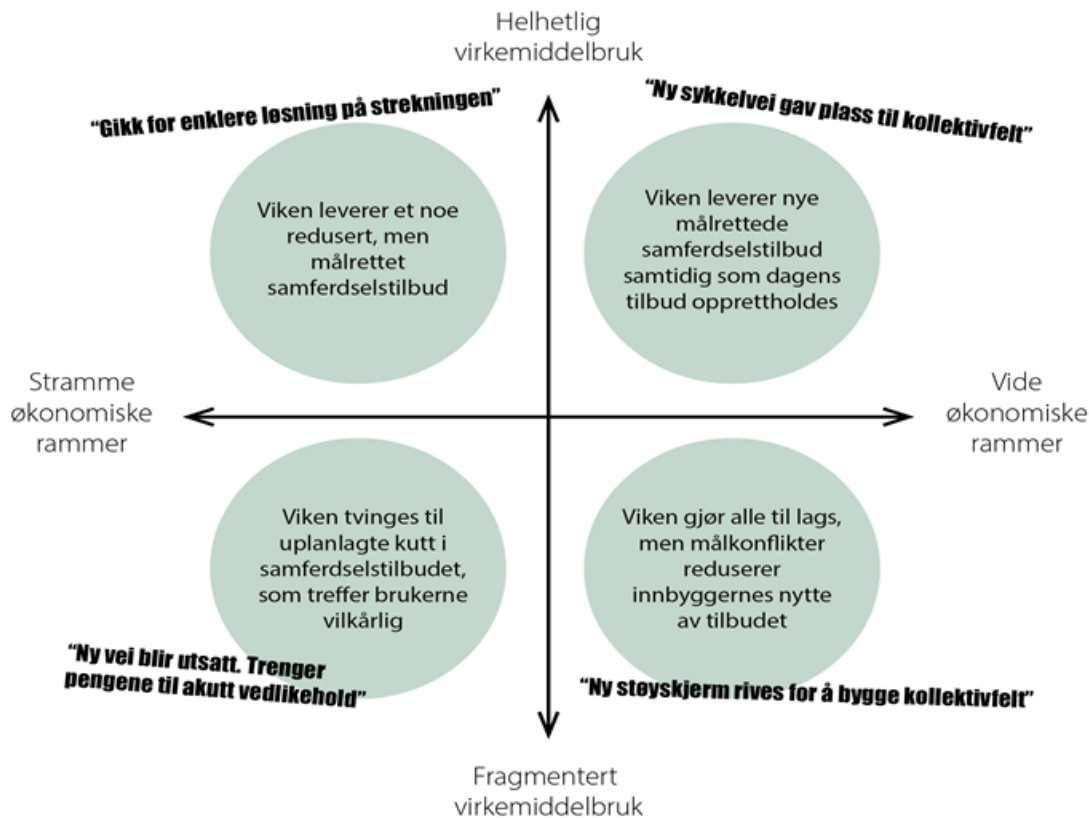 Helhetlig
virkemiddelbruk
“Gikk for enklere løsning på strekningen”
“Ny sykkelvei gav plass til kollektivfelt”
Viken leverer et noe
redusert, men
målrettet
samferdselstilbud
Viken leverer nye
målrettede
samferdselstilbud
samtidig som dagens
tilbud opprettholdes
Stramme
økonomiske
rammer
Vide
økonomiske
rammer
Viken tvinges til
uplanlagte kutt i
samferdselstilbudet,
som treffer brukerne
vilkårlig
Viken gjør alle til lags,
men målkonflikter
reduserer
innbyggernes nytte
av tilbudet
“Ny vei blir utsatt. Trenger
pengene til akutt vedlikehold”
“Ny støyskjerm rives for å bygge kollektivfelt”
Fragmentert
virkemiddelbruk